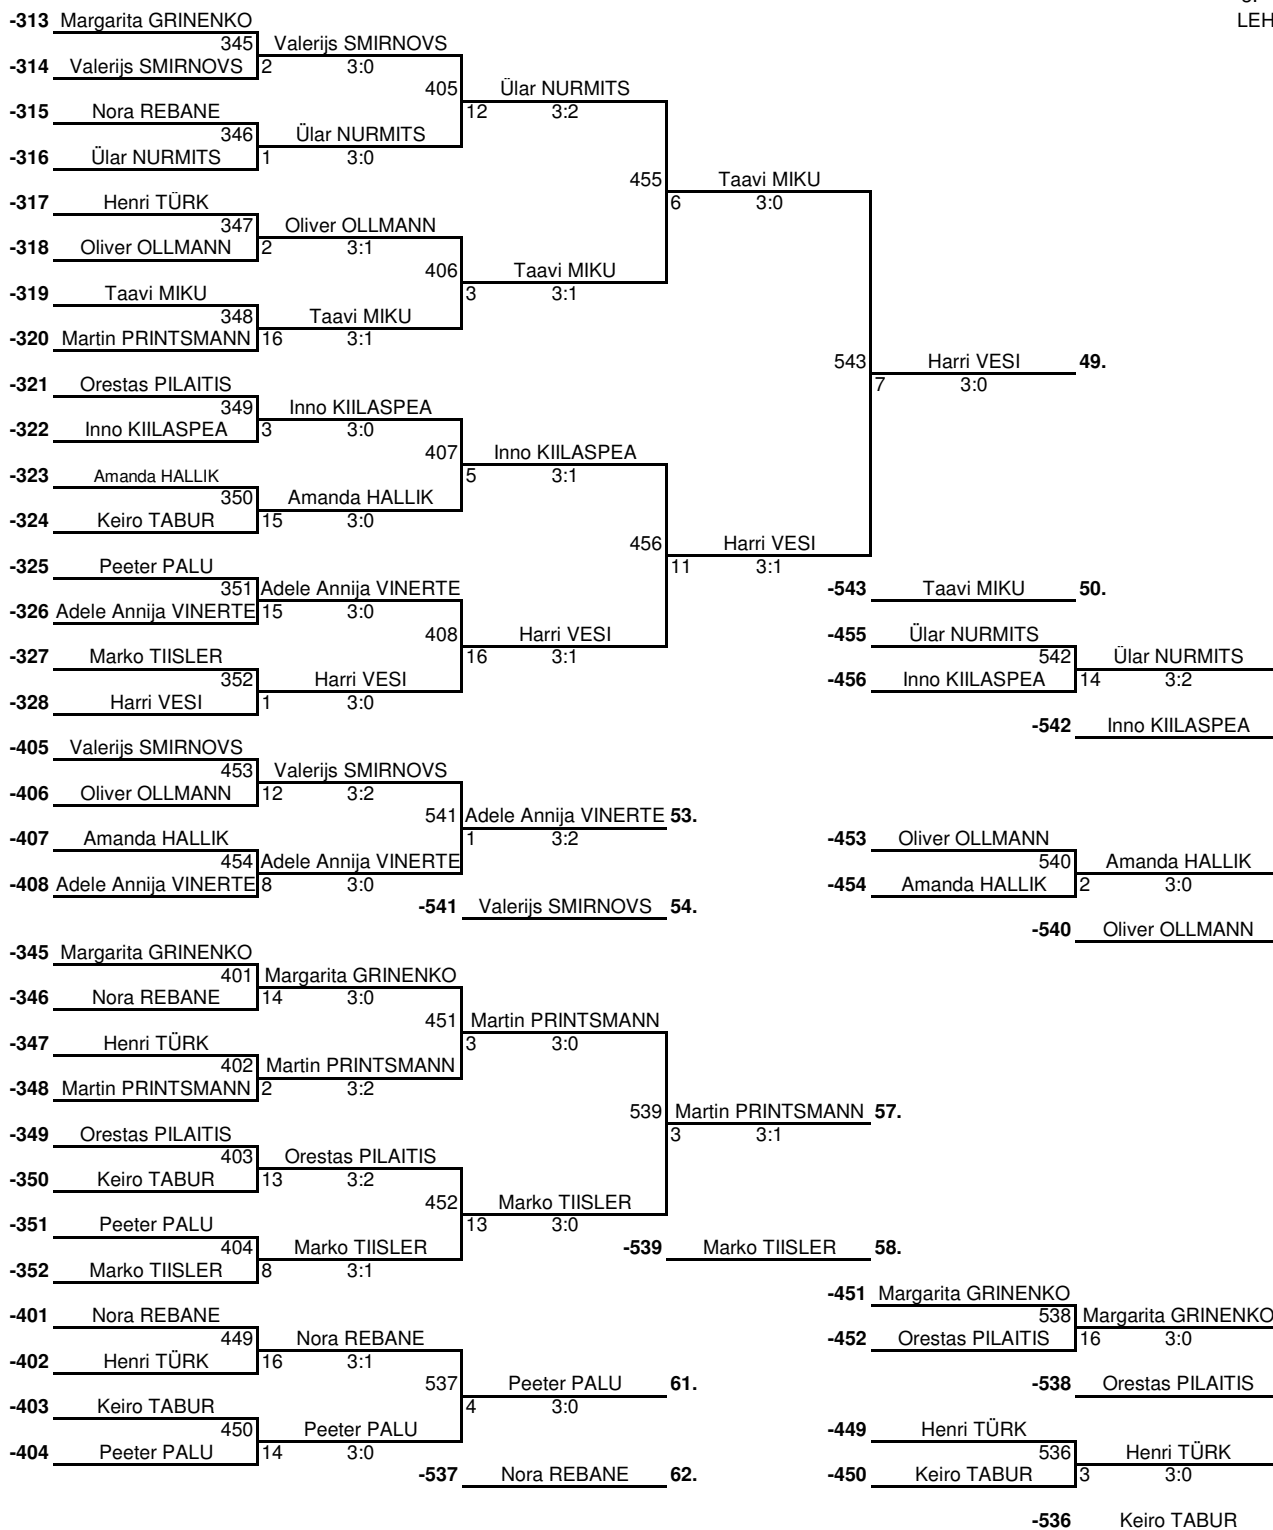 LEH
-313 Margarita GRINENKO
345 Valerijs SMIRNOVS
-314 Valerijs SMIRNOVS 2 3:0
405 Ülar NURMITS
-315 Nora REBANE 12 3:2
346 Ülar NURMITS
-316 Ülar NURMITS 1 3:0
455 Taavi MIKU
-317 Henri TÜRK 6 3:0
347 Oliver OLLMANN
-318 Oliver OLLMANN 2 3:1
406 Taavi MIKU
-319 Taavi MIKU 3 3:1
348 Taavi MIKU
-320 Martin PRINTSMANN 16 3:1
543 Harri VESI 49.
-321 Orestas PILAITIS 7 3:0
349 Inno KIILASPEA
-322 Inno KIILASPEA 3 3:0
407 Inno KIILASPEA
-323 Amanda HALLIK 5 3:1
350 Amanda HALLIK
-324 Keiro TABUR 15 3:0
456 Harri VESI
-325 Peeter PALU 11 3:1
351 Adele Annija VINERTE -543 Taavi MIKU 50.
-326 Adele Annija VINERTE 15 3:0
408 Harri VESI -455 Ülar NURMITS
-327 Marko TIISLER 16 3:1 542 Ülar NURMITS
352 Harri VESI -456 Inno KIILASPEA 14 3:2
-328 Harri VESI 1 3:0
-542 Inno KIILASPEA
-405 Valerijs SMIRNOVS
453 Valerijs SMIRNOVS
-406 Oliver OLLMANN 12 3:2
541 Adele Annija VINERTE 53.
-407 Amanda HALLIK 1 3:2 -453 Oliver OLLMANN
454 Adele Annija VINERTE 540 Amanda HALLIK
-408 Adele Annija VINERTE 8 3:0 -454 Amanda HALLIK 2 3:0
-541 Valerijs SMIRNOVS 54.
-540 Oliver OLLMANN
-345 Margarita GRINENKO
401 Margarita GRINENKO
-346 Nora REBANE 14 3:0
451 Martin PRINTSMANN
-347 Henri TÜRK 3 3:0
402 Martin PRINTSMANN
-348 Martin PRINTSMANN 2 3:2
539 Martin PRINTSMANN 57.
-349 Orestas PILAITIS 3 3:1
403 Orestas PILAITIS
-350 Keiro TABUR 13 3:2
452 Marko TIISLER
-351 Peeter PALU 13 3:0
404 Marko TIISLER -539 Marko TIISLER 58.
-352 Marko TIISLER 8 3:1
-451 Margarita GRINENKO
-401 Nora REBANE 538 Margarita GRINENKO
449 Nora REBANE -452 Orestas PILAITIS 16 3:0
-402 Henri TÜRK 16 3:1
537 Peeter PALU 61. -538 Orestas PILAITIS
-403 Keiro TABUR 4 3:0
450 Peeter PALU -449 Henri TÜRK
-404 Peeter PALU 14 3:0 536 Henri TÜRK
-537 Nora REBANE 62. -450 Keiro TABUR 3 3:0
-536 Keiro TABUR